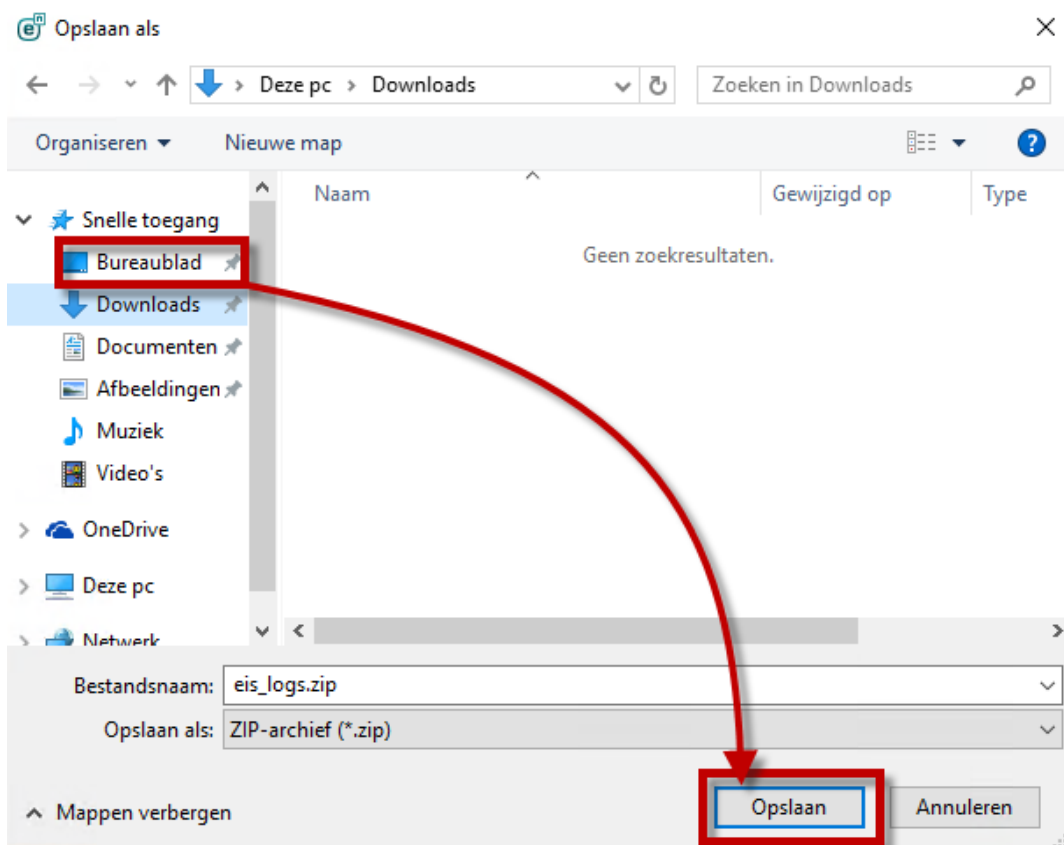 Opslaan als
Deze pc > Downloads
Zoeken in Downloads
Organiseren
Nieuwe map
Naam
Gewijzigd op
Type
Geen zoekresultaten.
Snelle toegang
Bureaublad
Downloads
Documenten
Afbeeldingen
Muziek
Video's
OneDrive
Deze pc
Netwerk
Bestandsnaam: eis_logs.zip
Opslaan als: ZIP-archief (*.zip)
Mappen verbergen
Opslaan
Annuleren